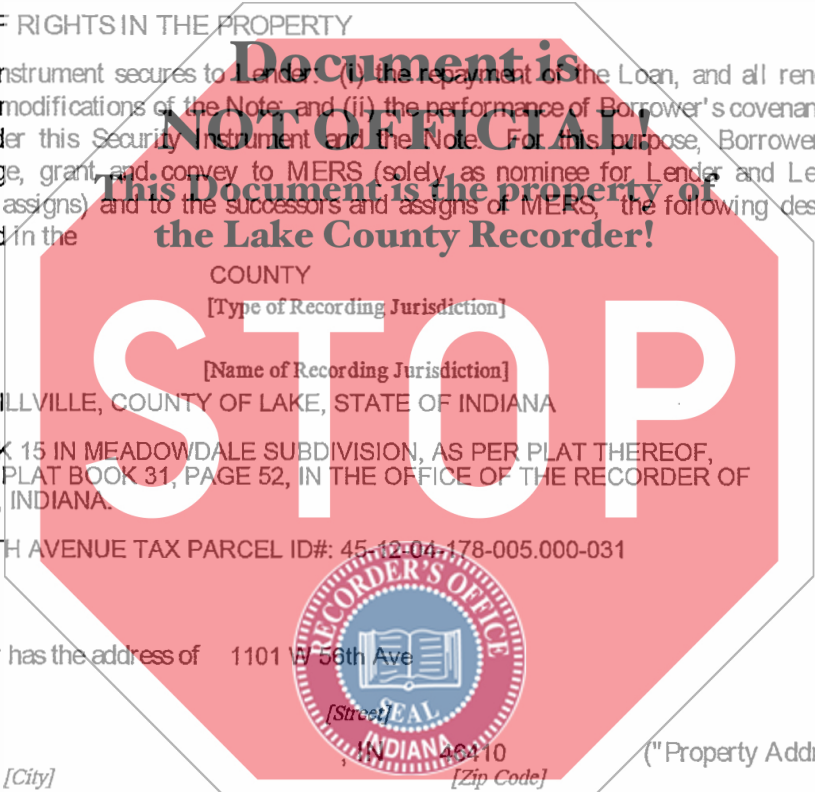 F RIGHTS IN THE PROPERTY
Document is
nstrument secures to Lender: (i) the repayment of the Loan, and all ren
modifications of the Note; and (ii) the performance of Borrower's covenan
NOT OFFICIAL!
der this Security Instrument and the Note. For this purpose, Borrower
ge, grant and convey to MERS (solely as nominee for Lender and Le
This Document is the property of
assigns) and to the successors and assigns of MERS, the following des
d in the
the Lake County Recorder!
COUNTY
[Type of Recording Jurisdiction]
STOP
[Name of Recording Jurisdiction]
ILLVILLE, COUNTY OF LAKE, STATE OF INDIANA
K 15 IN MEADOWDALE SUBDIVISION, AS PER PLAT THEREOF,
PLAT BOOK 31, PAGE 52, IN THE OFFICE OF THE RECORDER OF
, INDIANA.
TH AVENUE TAX PARCEL ID#: 45-12-04-178-005.000-031
RECORDER'S OFFICE
has the address of 1101 W 56th Ave
[Street]
SEAL
INDIANA
, IN 46410 ("Property Addr
[City] [Zip Code]